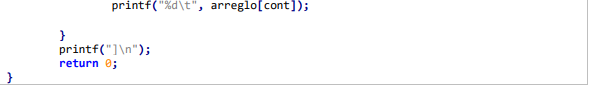 printf("%d\t", arreglo[cont]);
}
printf("]\n");
return 0;
}